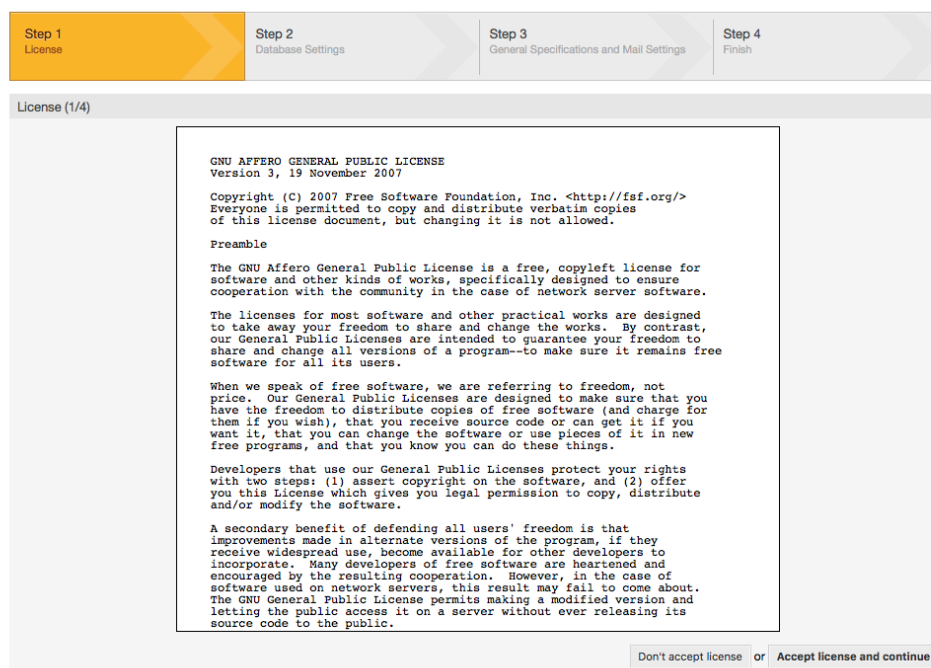 Step 1
License
Step 2
Database Settings
Step 3
General Specifications and Mail Settings
Step 4
Finish
License (1/4)
GNU AFFERO GENERAL PUBLIC LICENSE
Version 3, 19 November 2007
Copyright (C) 2007 Free Software Foundation, Inc. <http://fsf.org/>
Everyone is permitted to copy and distribute verbatim copies
of this license document, but changing it is not allowed.
Preamble
The GNU Affero General Public License is a free, copyleft license for
software and other kinds of works, specifically designed to ensure
cooperation with the community in the case of network server software.
The licenses for most software and other practical works are designed
to take away your freedom to share and change the works.  By contrast,
our General Public Licenses are intended to guarantee your freedom to
share and change all versions of a program--to make sure it remains free
software for all its users.
When we speak of free software, we are referring to freedom, not
price.  Our General Public Licenses are designed to make sure that you
have the freedom to distribute copies of free software (and charge for
them if you wish), that you receive source code or can get it if you
want it, that you can change the software or use pieces of it in new
free programs, and that you know you can do these things.
Developers that use our General Public Licenses protect your rights
with two steps: (1) assert copyright on the software, and (2) offer
you this License which gives you legal permission to copy, distribute
and/or modify the software.
A secondary benefit of defending all users' freedom is that
improvements made in alternate versions of the program, if they
receive widespread use, become available for other developers to
incorporate.  Many developers of free software are heartened and
encouraged by the resulting cooperation.  However, in the case of
software used on network servers, this result may fail to come about.
The GNU General Public License permits making a modified version and
letting the public access it on a server without ever releasing its
source code to the public.
Don't accept license or Accept license and continue